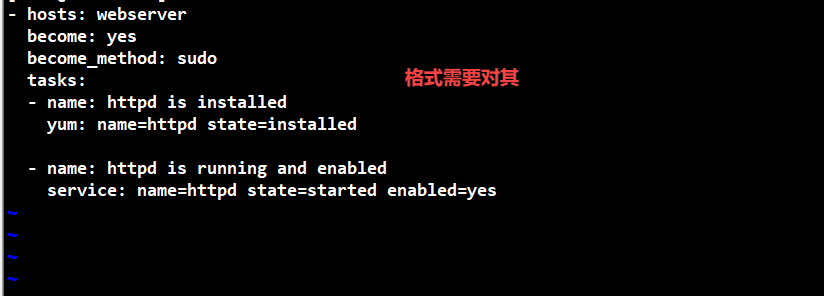 - hosts: webserver
become: yes
become_method: sudo
tasks:
格式需要对其
- name: httpd is installed
yum: name=httpd state=installed
- name: httpd is running and enabled
service: name=httpd state=started enabled=yes
~
~
~
~